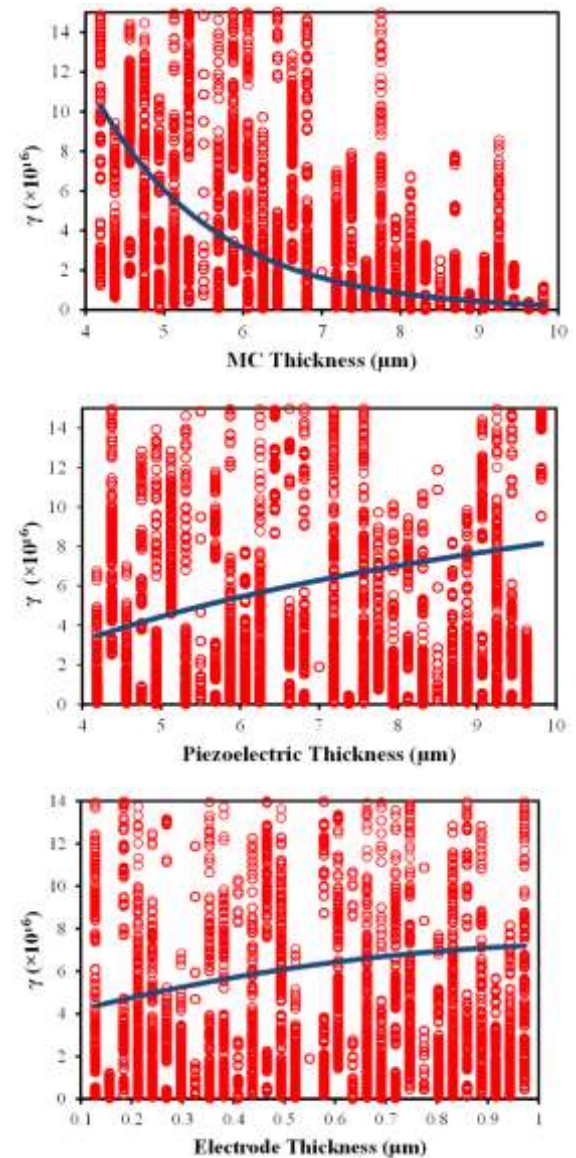 14
12
10
8
6
4
2
0
γ (×10¹⁶)
4 5 6 7 8 9 10
MC Thickness (μm)
14
12
10
8
6
4
2
0
γ (×10¹⁶)
4 5 6 7 8 9 10
Piezoelectric Thickness (μm)
14
12
10
8
6
4
2
0
γ (×10¹⁶)
0.1 0.2 0.3 0.4 0.5 0.6 0.7 0.8 0.9 1
Electrode Thickness (μm)